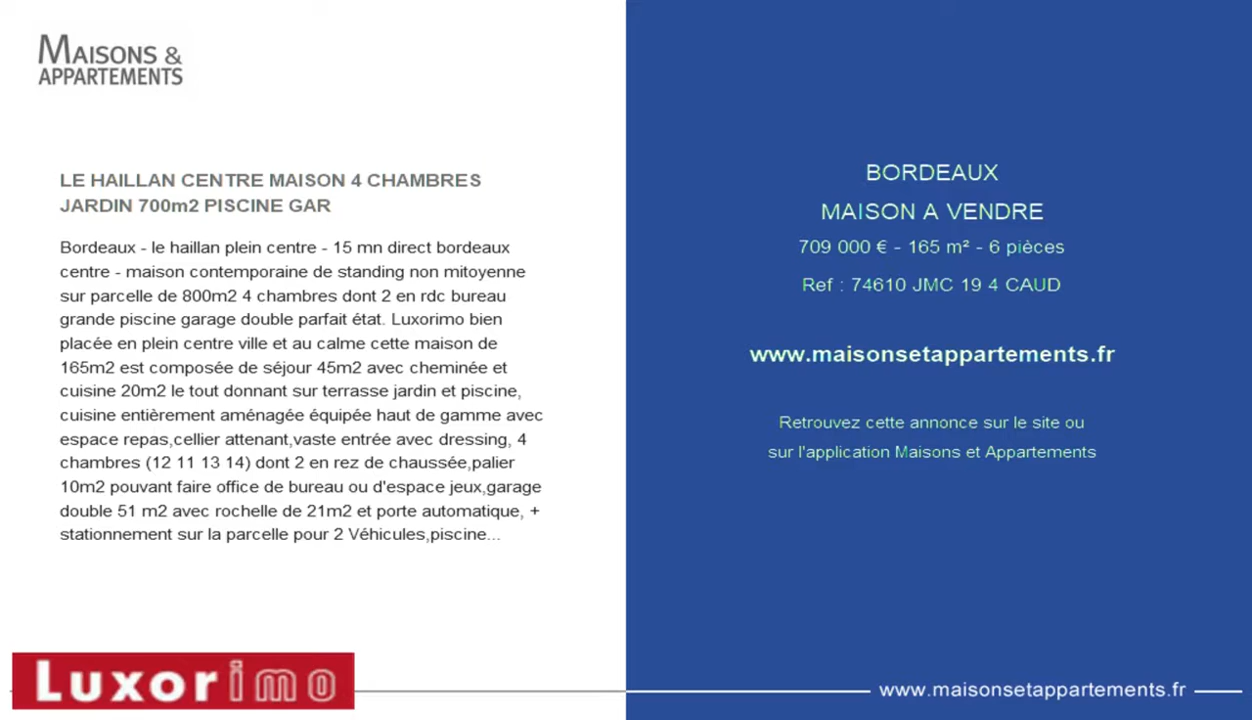 MAISONS &
APPARTEMENTS
LE HAILLAN CENTRE MAISON 4 CHAMBRES
JARDIN 700m2 PISCINE GAR
Bordeaux - le haillan plein centre - 15 mn direct bordeaux
centre - maison contemporaine de standing non mitoyenne
sur parcelle de 800m2 4 chambres dont 2 en rdc bureau
grande piscine garage double parfait état. Luxorimo bien
placée en plein centre ville et au calme cette maison de
165m2 est composée de séjour 45m2 avec cheminée et
cuisine 20m2 le tout donnant sur terrasse jardin et piscine,
cuisine entièrement aménagée équipée haut de gamme avec
espace repas,cellier attenant,vaste entrée avec dressing, 4
chambres (12 11 13 14) dont 2 en rez de chaussée,palier
10m2 pouvant faire office de bureau ou d'espace jeux,garage
double 51 m2 avec rochelle de 21m2 et porte automatique, +
stationnement sur la parcelle pour 2 Véhicules,piscine...
Luxorimo
BORDEAUX
MAISON A VENDRE
709 000 € - 165 m² - 6 pièces
Ref : 74610 JMC 19 4 CAUD
www.maisonsetappartements.fr
Retrouvez cette annonce sur le site ou
sur l'application Maisons et Appartements
www.maisonsetappartements.fr